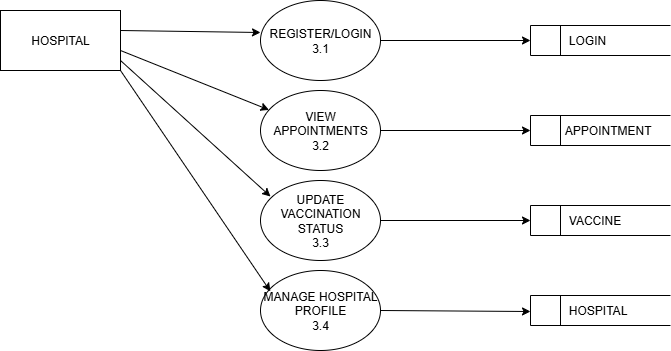 HOSPITAL
REGISTER/LOGIN
3.1
LOGIN
VIEW
APPOINTMENTS
3.2
APPOINTMENT
UPDATE
VACCINATION
STATUS
3.3
VACCINE
MANAGE HOSPITAL
PROFILE
3.4
HOSPITAL